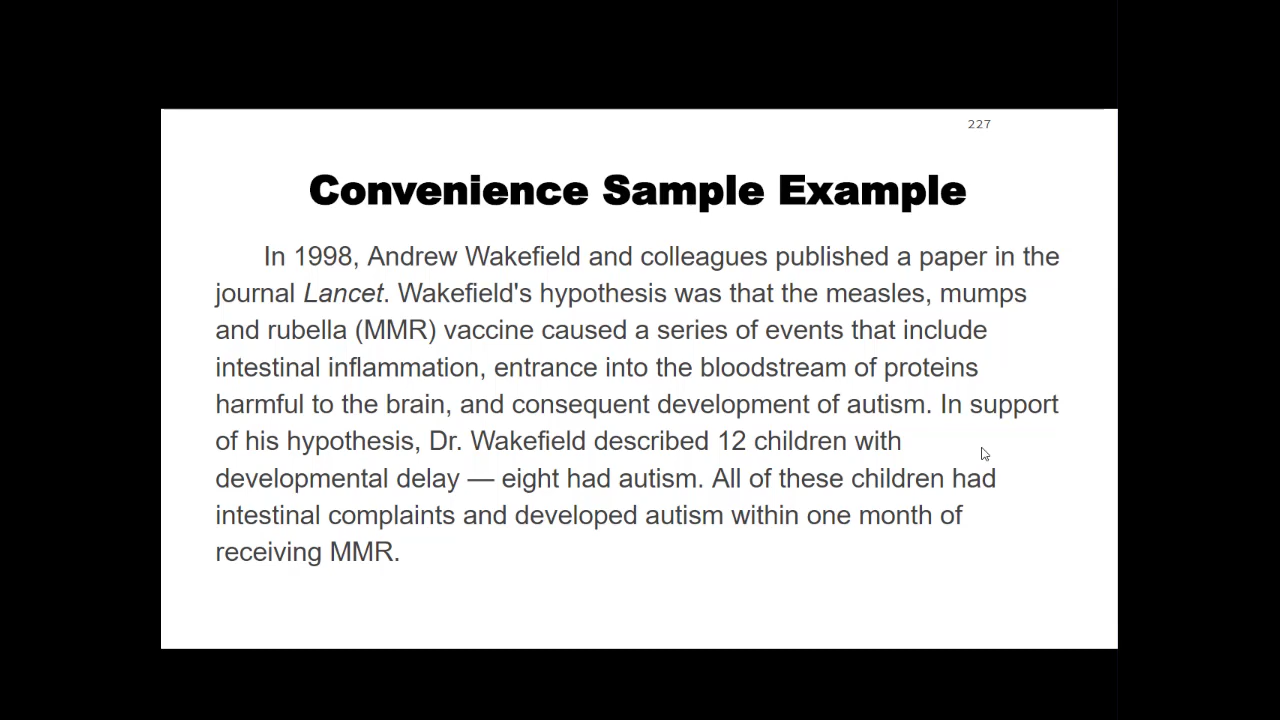 227
Convenience Sample Example
In 1998, Andrew Wakefield and colleagues published a paper in the
journal Lancet. Wakefield's hypothesis was that the measles, mumps
and rubella (MMR) vaccine caused a series of events that include
intestinal inflammation, entrance into the bloodstream of proteins
harmful to the brain, and consequent development of autism. In support
of his hypothesis, Dr. Wakefield described 12 children with
developmental delay — eight had autism. All of these children had
intestinal complaints and developed autism within one month of
receiving MMR.